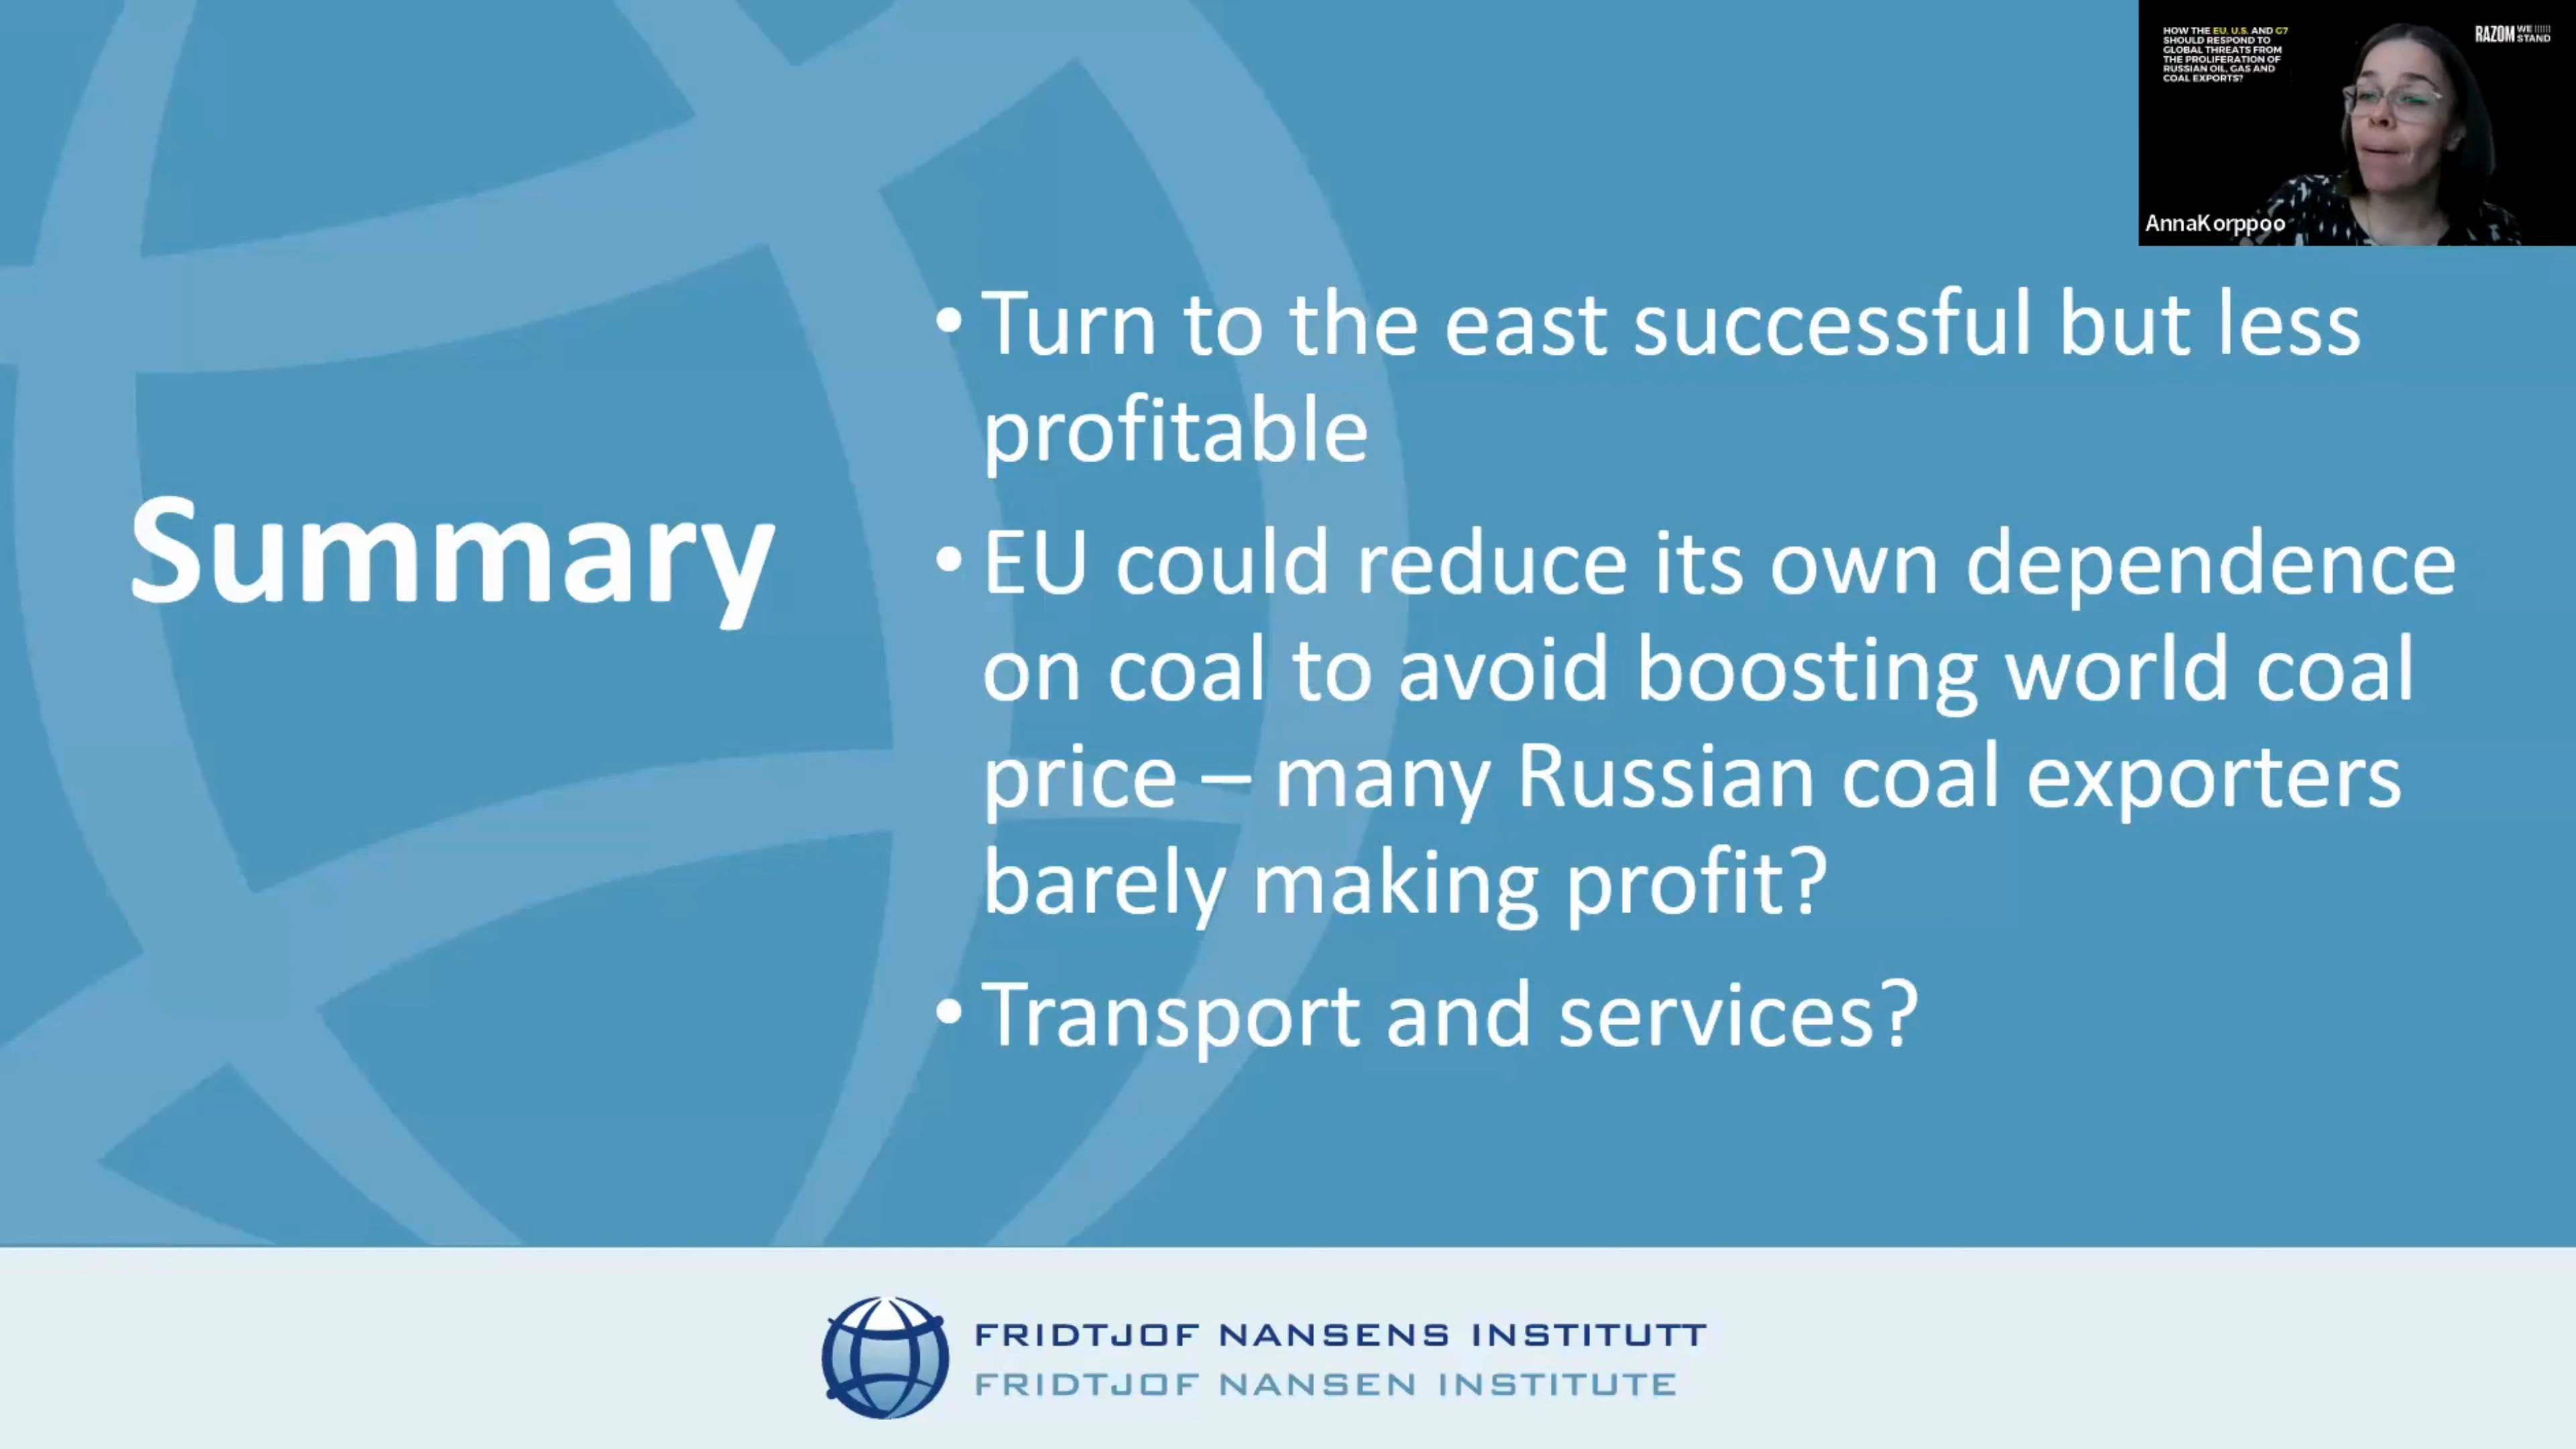 HOW THE EU, U.S. AND G7
SHOULD RESPOND TO
GLOBAL THREATS FROM
THE PROLIFERATION OF
RUSSIAN OIL, GAS AND
COAL EXPORTS?
RAZOM WE
STAND
AnnaKorppoo
Summary
• Turn to the east successful but less
profitable
• EU could reduce its own dependence
on coal to avoid boosting world coal
price – many Russian coal exporters
barely making profit?
• Transport and services?
FRIDTJOF NANSENS INSTITUTT
FRIDTJOF NANSEN INSTITUTE